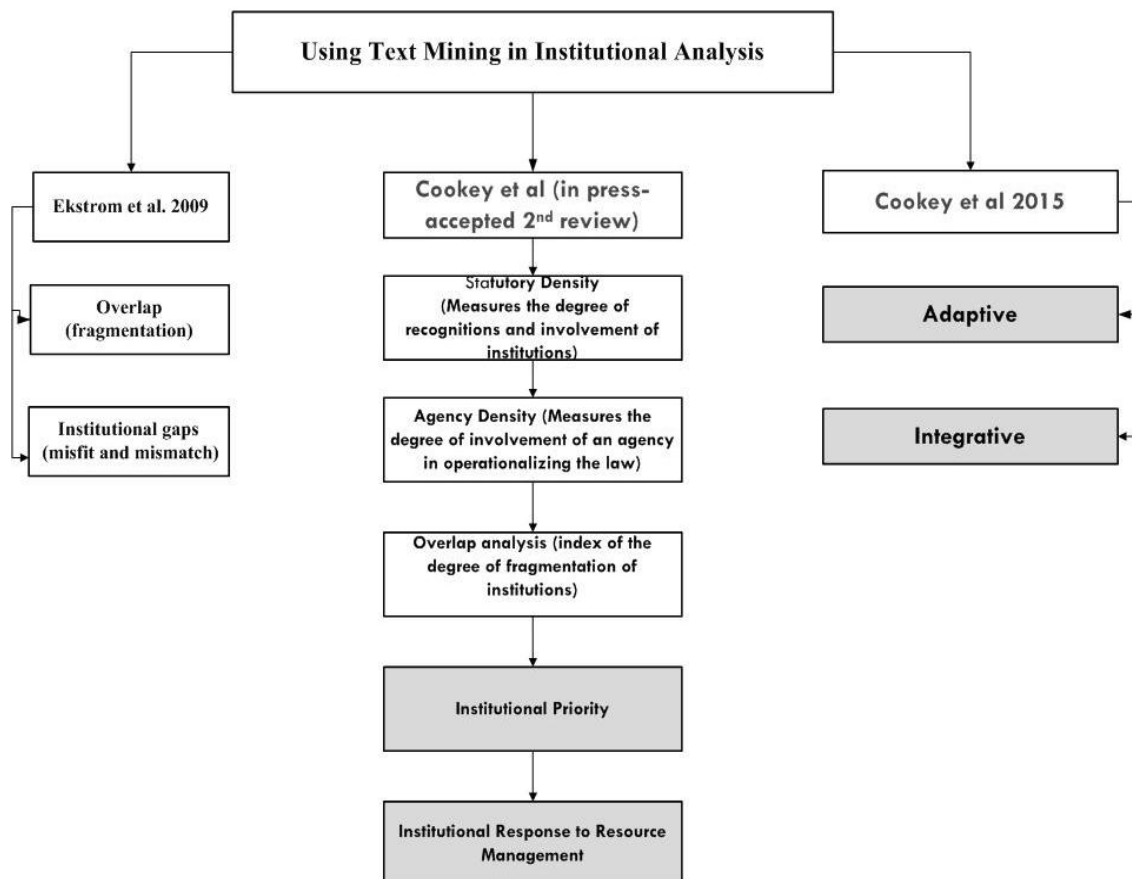 Using Text Mining in Institutional Analysis
Ekstrom et al. 2009
Overlap
(fragmentation)
Institutional gaps
(misfit and mismatch)
Cookey et al (in press-
accepted 2nd review)
Statutory Density
(Measures the degree of
recognitions and involvement of
institutions)
Agency Density (Measures the
degree of involvement of an agency
in operationalizing the law)
Overlap analysis (index of the
degree of fragmentation of
institutions)
Institutional Priority
Institutional Response to Resource
Management
Cookey et al 2015
Adaptive
Integrative